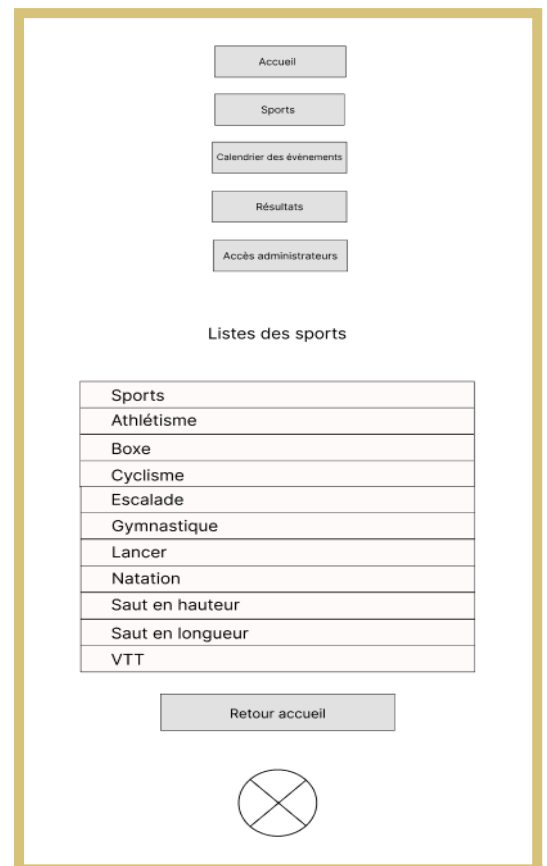 Accueil
Sports
Calendrier des évènements
Résultats
Accès administrateurs
Listes des sports
Sports
Athlétisme
Boxe
Cyclisme
Escalade
Gymnastique
Lancer
Natation
Saut en hauteur
Saut en longueur
VTT
Retour accueil